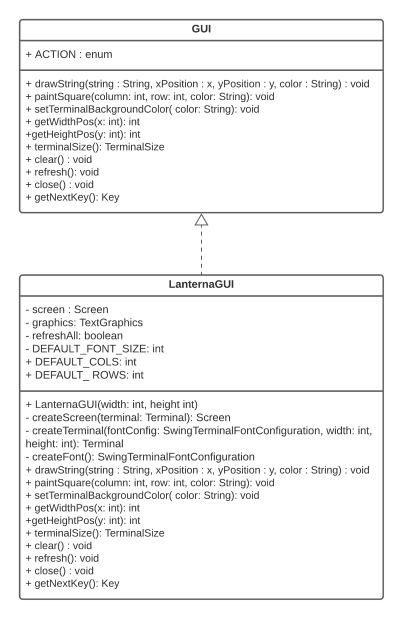 GUI
+ ACTION : enum
+ drawString(string : String, xPosition : x, yPosition : y, color : String) : void
+ paintSquare(column: int, row: int, color: String): void
+ setTerminalBackgroundColor( color: String): void
+ getWidthPos(x: int): int
+getHeightPos(y: int): int
+ terminalSize(): TerminalSize
+ clear() : void
+ refresh(): void
+ close() : void
+ getNextKey(): Key
LanternaGUI
- screen : Screen
- graphics: TextGraphics
- refreshAll: boolean
- DEFAULT_FONT_SIZE: int
+ DEFAULT_COLS: int
+ DEFAULT_ ROWS: int
+ LanternaGUI(width: int, height int)
- createScreen(terminal: Terminal): Screen
- createTerminal(fontConfig: SwingTerminalFontConfiguration, width: int,
height: int): Terminal
- createFont(): SwingTerminalFontConfiguration
+ drawString(string : String, xPosition : x, yPosition : y, color : String) : void
+ paintSquare(column: int, row: int, color: String): void
+ setTerminalBackgroundColor( color: String): void
+ getWidthPos(x: int): int
+getHeightPos(y: int): int
+ terminalSize(): TerminalSize
+ clear() : void
+ refresh(): void
+ close() : void
+ getNextKey(): Key